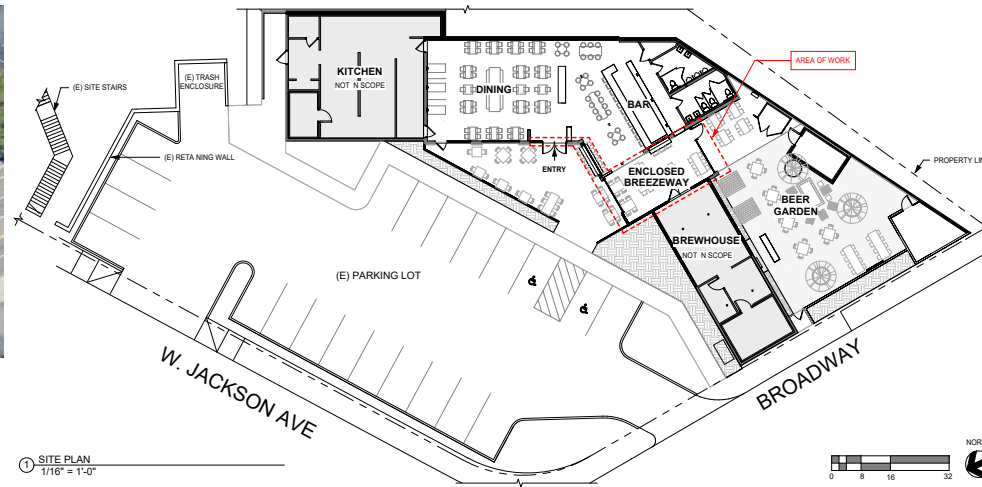 (E) SITE STAIRS
(E) TRASH
ENCLOSURE
KITCHEN
NOT N SCOPE
DINING
BAR
AREA OF WORK
(E) RETA NING WALL
ENTRY
ENCLOSED
BREEZEWAY
PROPERTY LIN
BEER
GARDEN
BREWHOUSE
NOT N SCOPE
(E) PARKING LOT
W. JACKSON AVE
BROADWAY
1 SITE PLAN
1/16" = 1'-0"
0 8 16 32
NOR